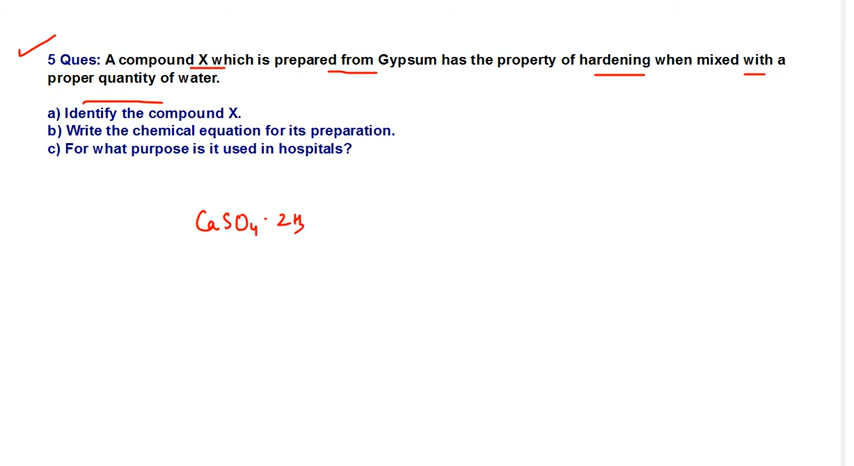 5 Ques: A compound X which is prepared from Gypsum has the property of hardening when mixed with a
proper quantity of water.
a) Identify the compound X.
b) Write the chemical equation for its preparation.
c) For what purpose is it used in hospitals?
CaSO₄·2H